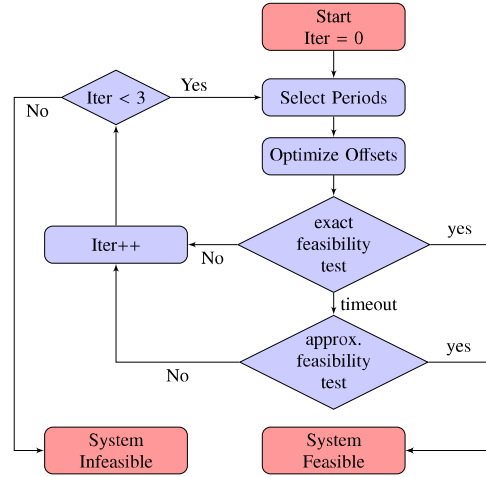 Start
Iter = 0
Iter < 3
Yes
No
Select Periods
Optimize Offsets
exact
feasibility
test
yes
No
Iter++
timeout
approx.
feasibility
test
yes
No
System
Infeasible
System
Feasible